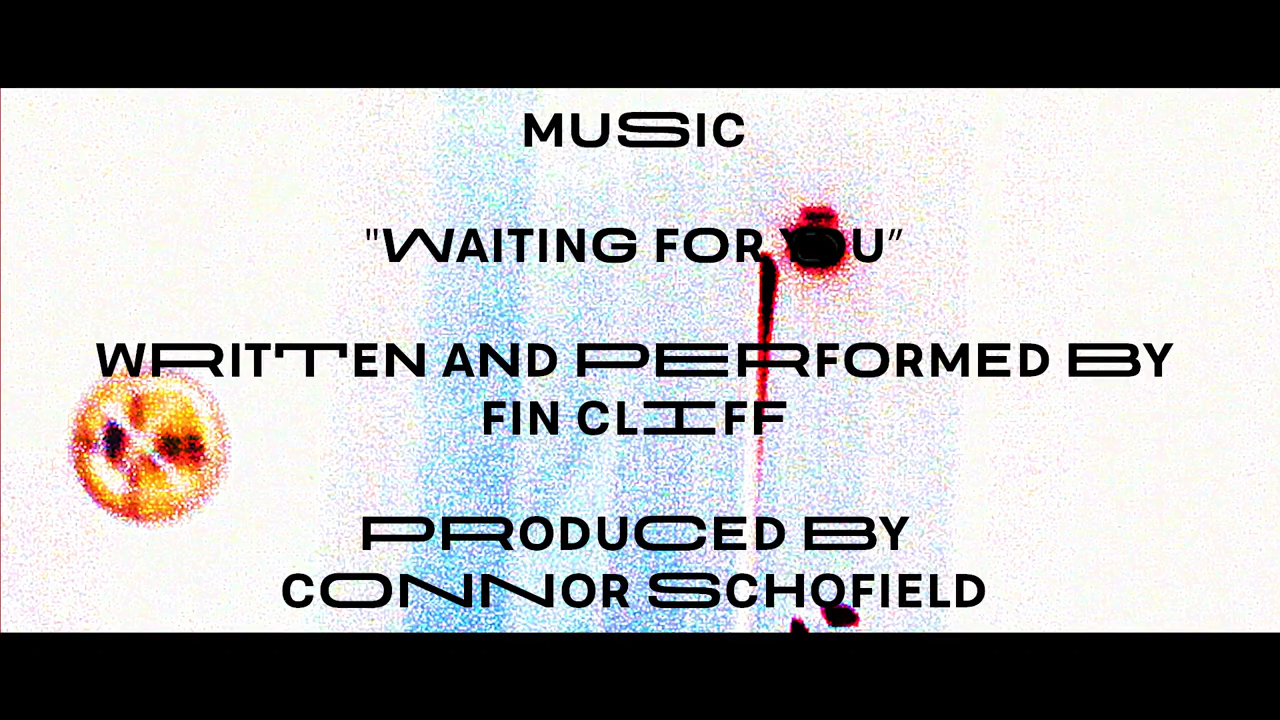 MUSIC
"WAITING FOR YOU"
WRITTEN AND PERFORMED BY
FIN CLIFF
PRODUCED BY
CONNOR SCHOFIELD